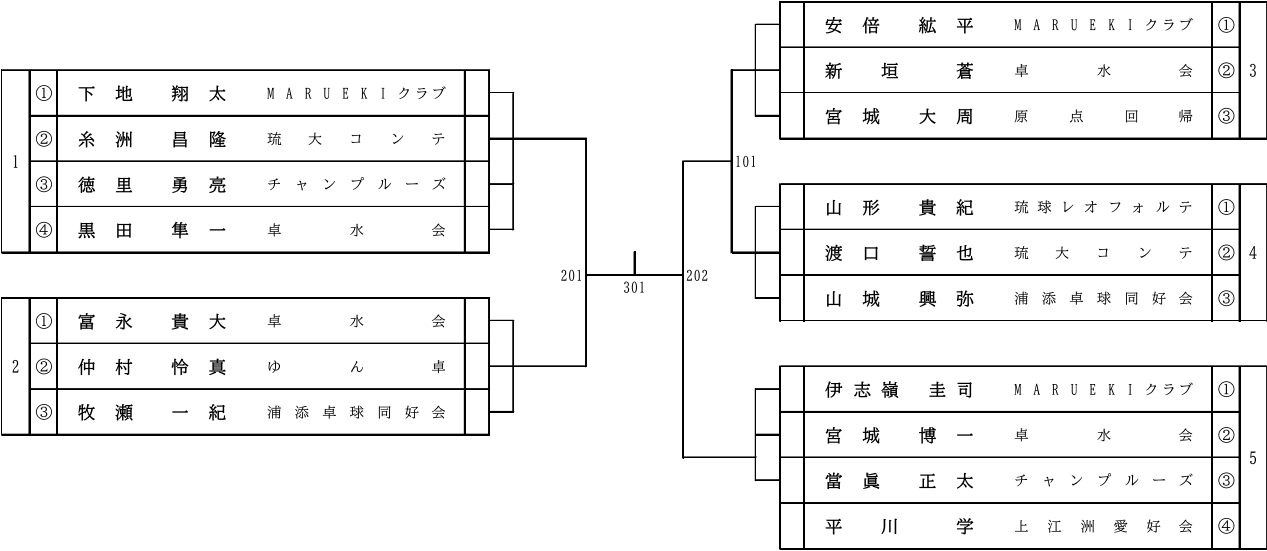 1
① 下地 翔太 MARUEKIクラブ
② 糸洲 昌隆 琉大コンテ
③ 徳里 勇亮 チャンプルーズ
④ 黒田 隼一 卓水会
2
① 富永 貴大 卓水会
② 仲村 怜真 ゆん卓
③ 牧瀬 一紀 浦添卓球同好会
201
301
202
101
安倍 紘平 MARUEKIクラブ ①
新垣 蒼 卓水会 ②
宮城 大周 原点回帰 ③
3
山形 貴紀 琉球レオフォルテ ①
渡口 誓也 琉大コンテ ②
山城 興弥 浦添卓球同好会 ③
4
伊志嶺 圭司 MARUEKIクラブ ①
宮城 博一 卓水会 ②
當眞 正太 チャンプルーズ ③
平川 学 上江洲愛好会 ④
5